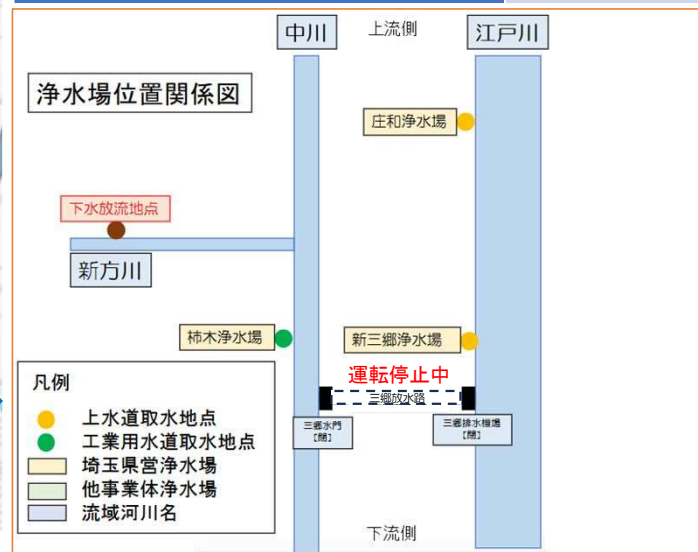 中川
上流側
江戸川
浄水場位置関係図
庄和浄水場
下水放流地点
新方川
柿木浄水場
新三郷浄水場
運転停止中
三郷放水路
三郷水門
【閉】
三郷排水機場
【閉】
凡例
上水道取水地点
工業用水道取水地点
埼玉県営浄水場
他事業体浄水場
流域河川名
下流側